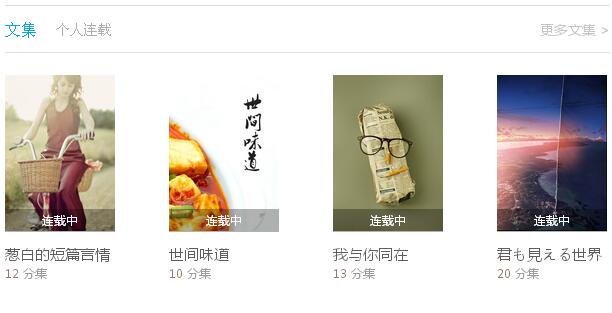 文集 个人连载 更多文集 >
世间味道
N.K.
连载中 连载中 连载中 连载中
葱白的短篇言情 世间味道 我与你同在 君も見える世界
12 分集 10 分集 13 分集 20 分集